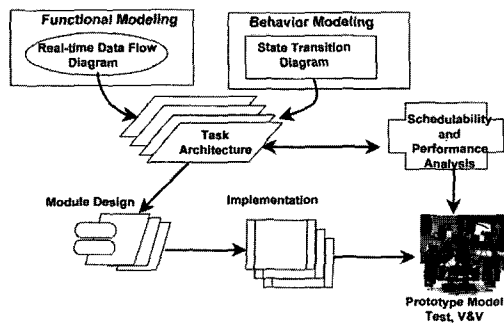 Functional Modeling
Real-time Data Flow
Diagram
Behavior Modeling
State Transition
Diagram
Task
Architecture
Schedulability
and
Performance
Analysis
Module Design
Implementation
Prototype Model
Test, V&V